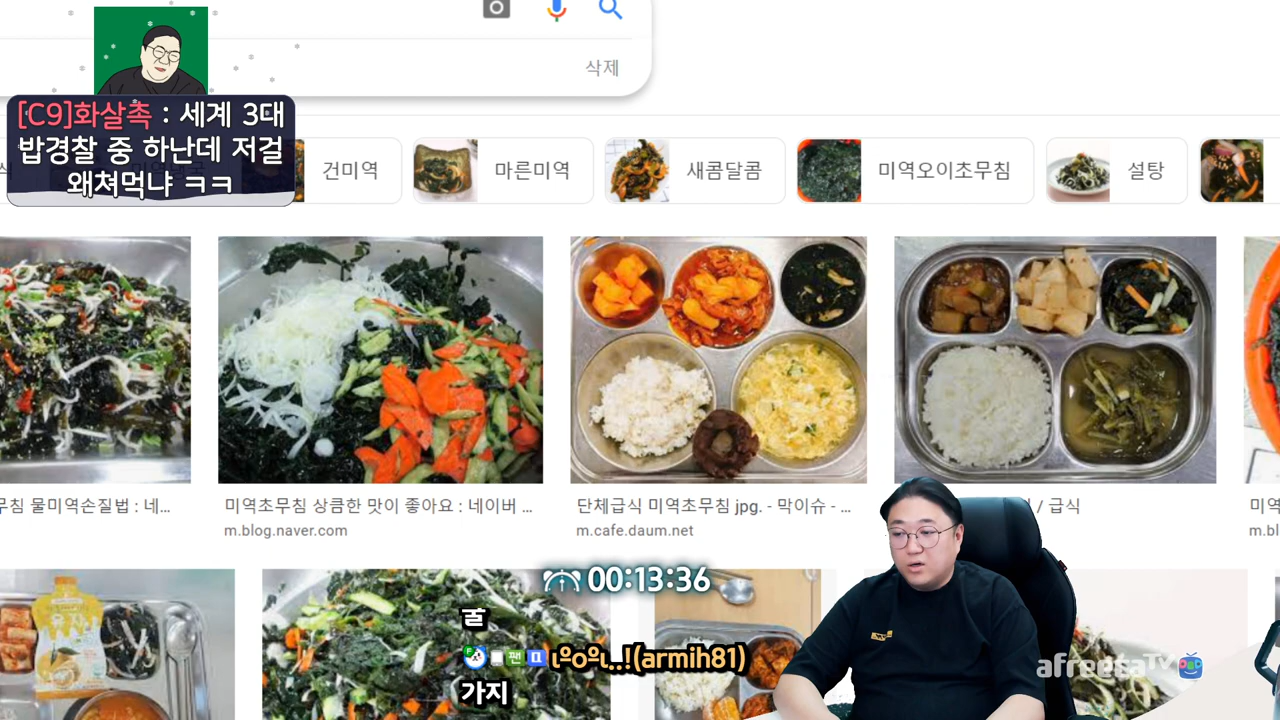 삭제
[C9]화살촉 : 세계 3대
밥경찰 중 하난데 저걸
왜쳐먹냐 ㅋㅋ
건미역
마른미역
새콤달콤
미역오이초무침
설탕
무침 물미역손질법 : 네...
미역초무침 상큼한 맛이 좋아요 : 네이버 ...
단체급식 미역초무침 jpg. - 막이슈 - ...
/ 급식
m.blog.naver.com
m.cafe.daum.net
m.bl
00:13:36
굴
(armih81)
가지
afreecaTV